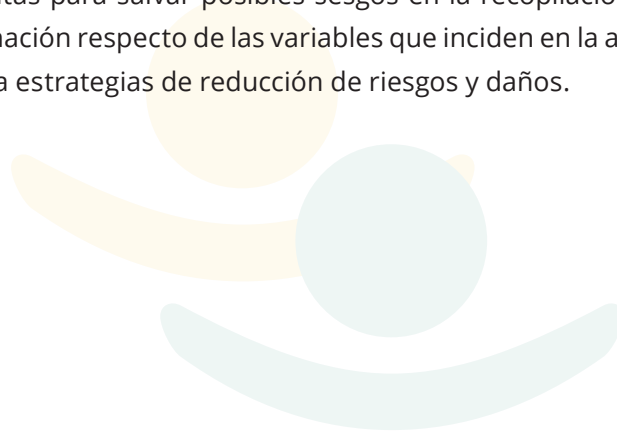 para salvar posibles sesgos en la
respecto de las variables que inciden en la
estrategias de reducción de riesgos y daños.